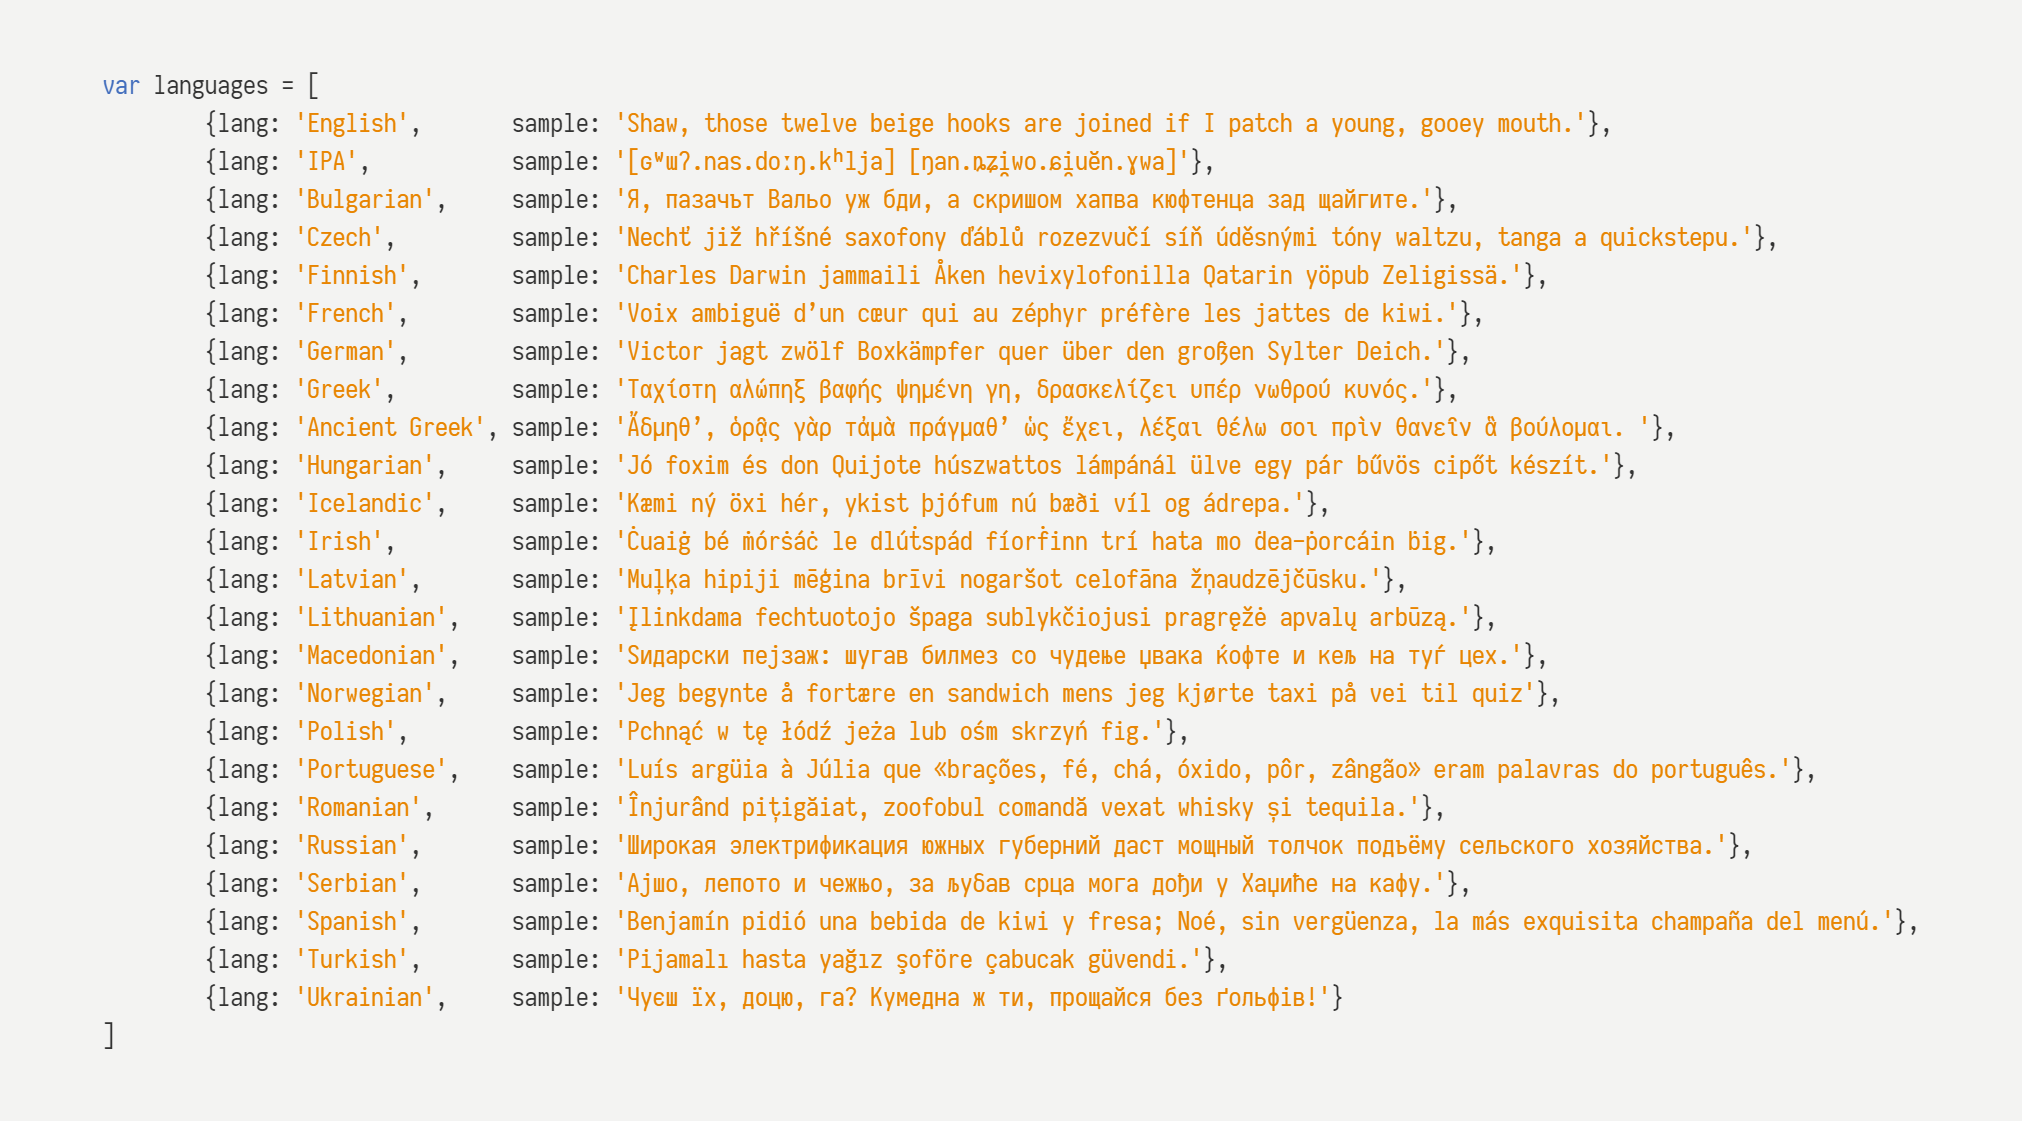 var languages = [
{lang: 'English', sample: 'Shaw, those twelve beige hooks are joined if I patch a young, gooey mouth.'},
{lang: 'IPA', sample: '[ɢʷɯʔ.nas.doːŋ.kʰlja] [ŋan.ȵʑi̯wo.ɕi̯uĕn.ɣwa]'},
{lang: 'Bulgarian', sample: 'Я, пазачът Вальо уж бди, а скришом хапва кюфтенца зад щайгите.'},
{lang: 'Czech', sample: 'Nechť již hříšné saxofony ďáblů rozezvučí síň úděsnými tóny waltzu, tanga a quickstepu.'},
{lang: 'Finnish', sample: 'Charles Darwin jammaili Åken hevixylofonilla Qatarin yöpub Zeligissä.'},
{lang: 'French', sample: 'Voix ambiguë d’un cœur qui au zéphyr préfère les jattes de kiwi.'},
{lang: 'German', sample: 'Victor jagt zwölf Boxkämpfer quer über den großen Sylter Deich.'},
{lang: 'Greek', sample: 'Ταχίστη αλώπηξ βαφής ψημένη γη, δρασκελίζει υπέρ νωθρού κυνός.'},
{lang: 'Ancient Greek', sample: 'Ἄδμηθ’, ὁρᾷς γὰρ τἀμὰ πράγμαθ’ ὡς ἔχει, λέξαι θέλω σοι πρὶν θανεῖν ἃ βούλομαι. '},
{lang: 'Hungarian', sample: 'Jó foxim és don Quijote húszwattos lámpánál ülve egy pár bűvös cipőt készít.'},
{lang: 'Icelandic', sample: 'Kæmi ný öxi hér, ykist þjófum nú bæði víl og ádrepa.'},
{lang: 'Irish', sample: 'Ċuaiġ bé ṁórṡáċ le dlúṫspád fíorḟinn trí hata mo ḋea-ṗorcáin ḃig.'},
{lang: 'Latvian', sample: 'Muļķa hipiji mēģina brīvi nogaršot celofāna žņaudzējčūsku.'},
{lang: 'Lithuanian', sample: 'Įlinkdama fechtuotojo špaga sublykčiojusi pragręžė apvalų arbūzą.'},
{lang: 'Macedonian', sample: 'Ѕидарски пејзаж: шугав билмез со чудење џвака ќофте и кељ на туѓ цех.'},
{lang: 'Norwegian', sample: 'Jeg begynte å fortære en sandwich mens jeg kjørte taxi på vei til quiz'},
{lang: 'Polish', sample: 'Pchnąć w tę łódź jeża lub ośm skrzyń fig.'},
{lang: 'Portuguese', sample: 'Luís argüia à Júlia que «brações, fé, chá, óxido, pôr, zângão» eram palavras do português.'},
{lang: 'Romanian', sample: 'Înjurând pițigăiat, zoofobul comandă vexat whisky și tequila.'},
{lang: 'Russian', sample: 'Широкая электрификация южных губерний даст мощный толчок подъёму сельского хозяйства.'},
{lang: 'Serbian', sample: 'Ајшо, лепото и чежњо, за љубав срца мога дођи у Хаџиће на кафу.'},
{lang: 'Spanish', sample: 'Benjamín pidió una bebida de kiwi y fresa; Noé, sin vergüenza, la más exquisita champaña del menú.'},
{lang: 'Turkish', sample: 'Pijamalı hasta yağız şoföre çabucak güvendi.'},
{lang: 'Ukrainian', sample: 'Чуєш їх, доцю, га? Кумедна ж ти, прощайся без ґольфів!'}
]